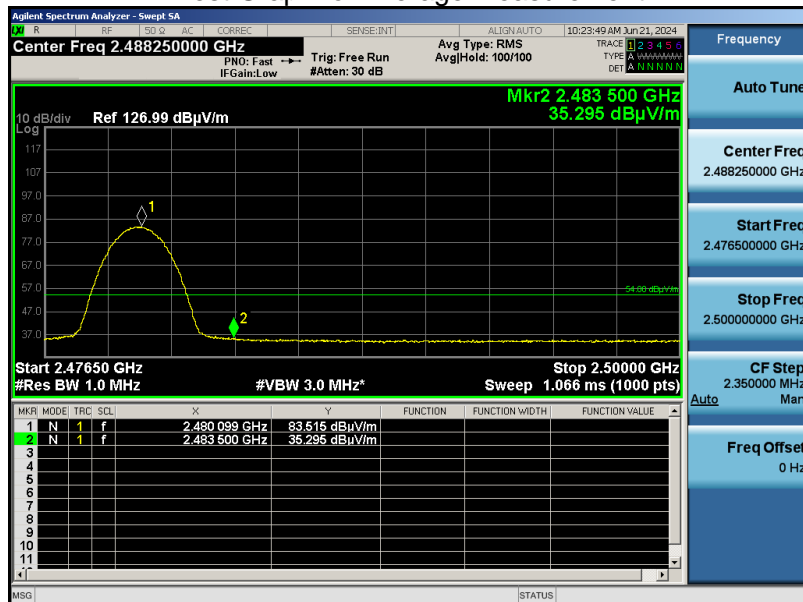 Agilent Spectrum Analyzer - Swept SA
LXI R RF 50 Ω AC CORREC SENSE:INT ALIGN AUTO 10:23:49 AM Jun 21, 2024
Center Freq 2.488250000 GHz
PNO: Fast
IFGain:Low
Trig: Free Run
#Atten: 30 dB
Avg Type: RMS
Avg|Hold: 100/100
TRACE 1 2 3 4 5 6
TYPE A WWWWW
DET A N N N N N
Frequency
Auto Tune
Center Freq
2.488250000 GHz
Start Freq
2.476500000 GHz
Stop Freq
2.500000000 GHz
CF Step
2.350000 MHz
Auto Man
Freq Offset
0 Hz
Mkr2 2.483 500 GHz
35.295 dBµV/m
10 dB/div Ref 126.99 dBµV/m
Log
117
107
97.0
87.0
77.0
67.0
57.0
47.0
37.0
1
2
54.00 dBµV/m
Start 2.47650 GHz Stop 2.50000 GHz
#Res BW 1.0 MHz #VBW 3.0 MHz* Sweep 1.066 ms (1000 pts)
MKR MODE TRC SCL X Y FUNCTION FUNCTION WIDTH FUNCTION VALUE
1 N 1 f 2.480 099 GHz 83.515 dBµV/m
2 N 1 f 2.483 500 GHz 35.295 dBµV/m
3
4
5
6
7
8
9
10
11
MSG STATUS